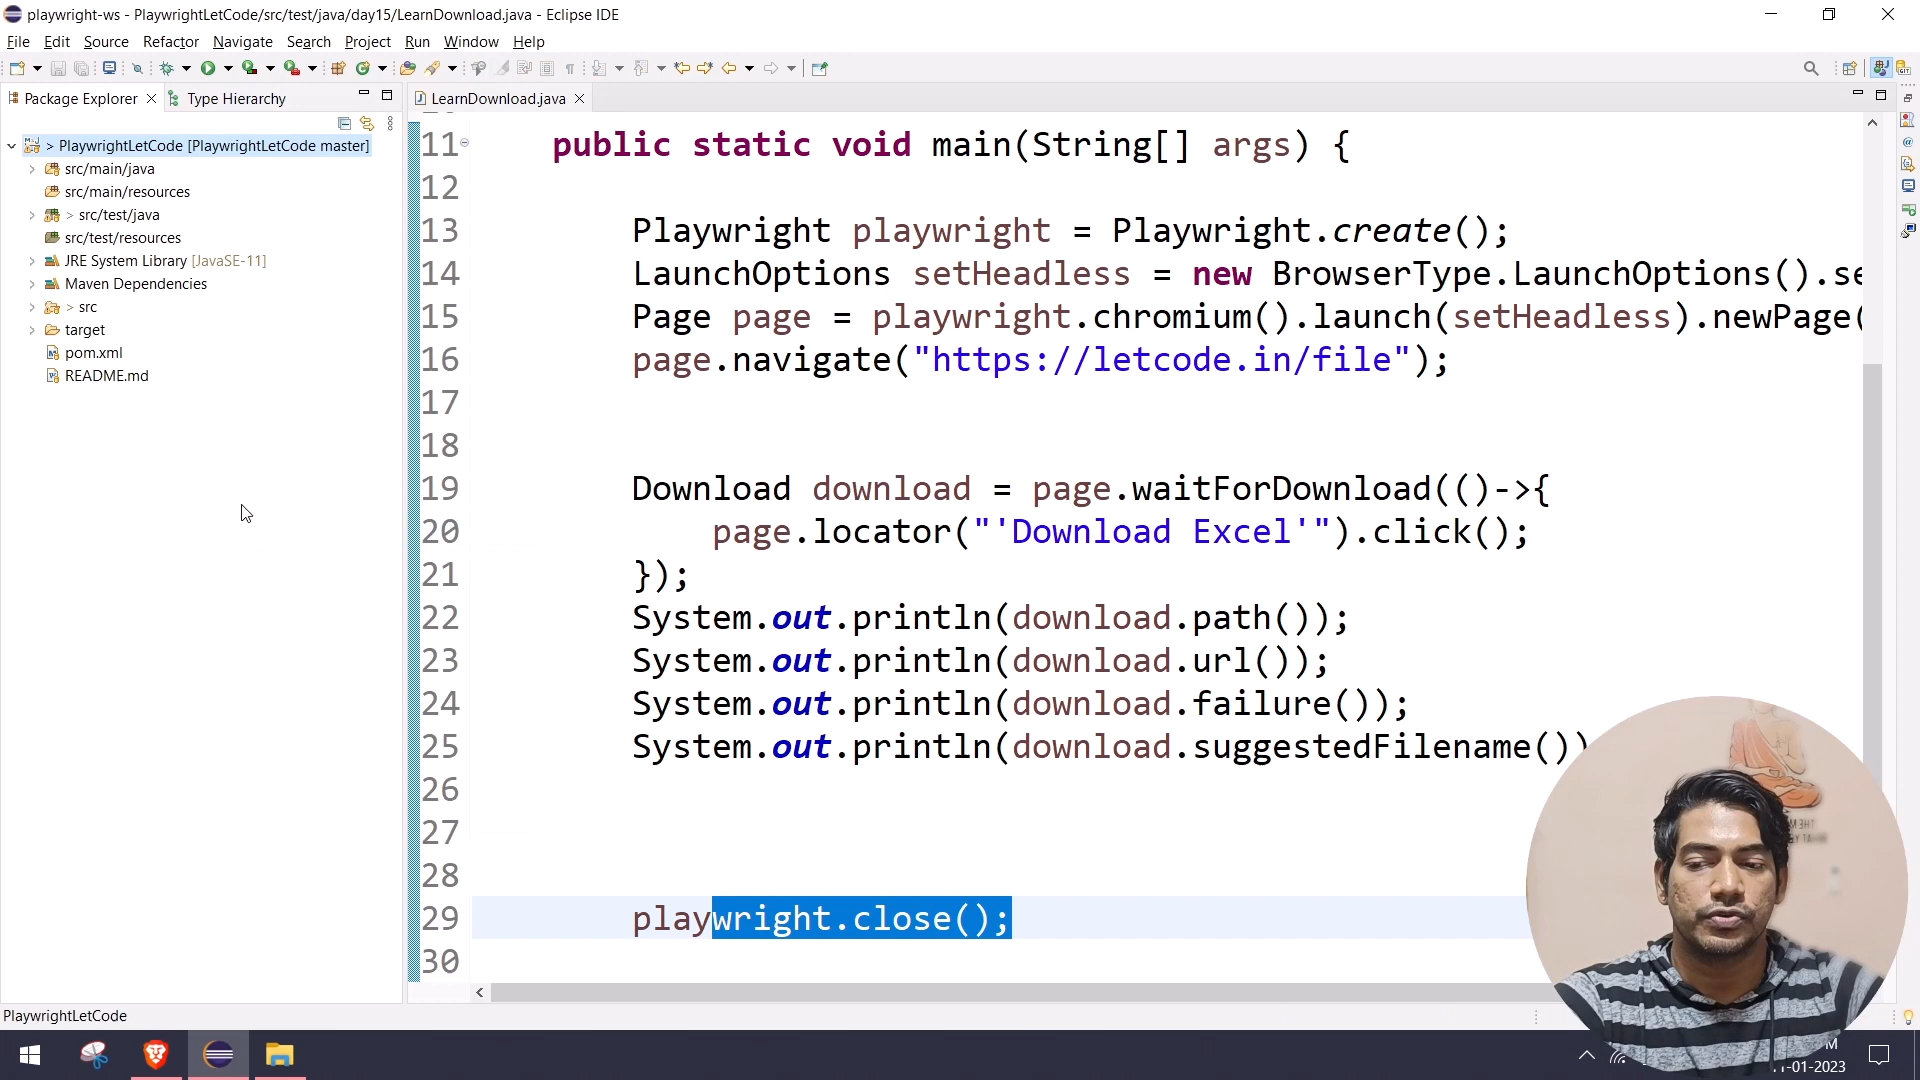 playwright-ws - PlaywrightLetCode/src/test/java/day15/LearnDownload.java - Eclipse IDE
File Edit Source Refactor Navigate Search Project Run Window Help
Package Explorer Type Hierarchy
LearnDownload.java
> PlaywrightLetCode [PlaywrightLetCode master]
src/main/java
src/main/resources
> src/test/java
src/test/resources
JRE System Library [JavaSE-11]
Maven Dependencies
> src
target
pom.xml
README.md
11 public static void main(String[] args) {
12
13 Playwright playwright = Playwright.create();
14 LaunchOptions setHeadless = new BrowserType.LaunchOptions().se
15 Page page = playwright.chromium().launch(setHeadless).newPage(
16 page.navigate("https://letcode.in/file");
17
18
19 Download download = page.waitForDownload(()->{
20 page.locator("'Download Excel'").click();
21 });
22 System.out.println(download.path());
23 System.out.println(download.url());
24 System.out.println(download.failure());
25 System.out.println(download.suggestedFilename())
26
27
28
29 playwright.close();
30
PlaywrightLetCode
M
-01-2023